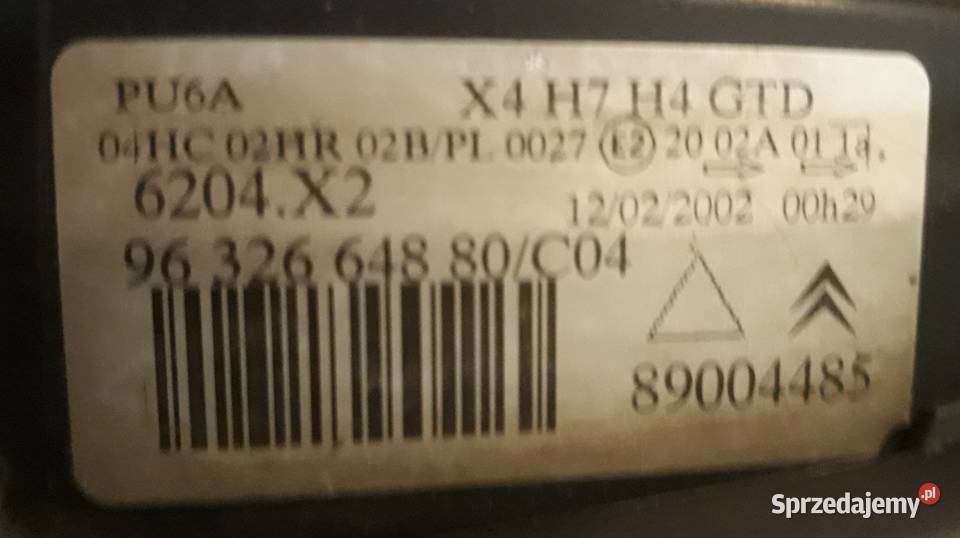 PU6A X4 H7 H4 GTD
04HC 02HR 02B/PL 0027 E2 20 02A 01 1a.
6204.X2 12/02/2002 00h29
96 326 648 80/C04
89004485
Sprzedajemy.pl